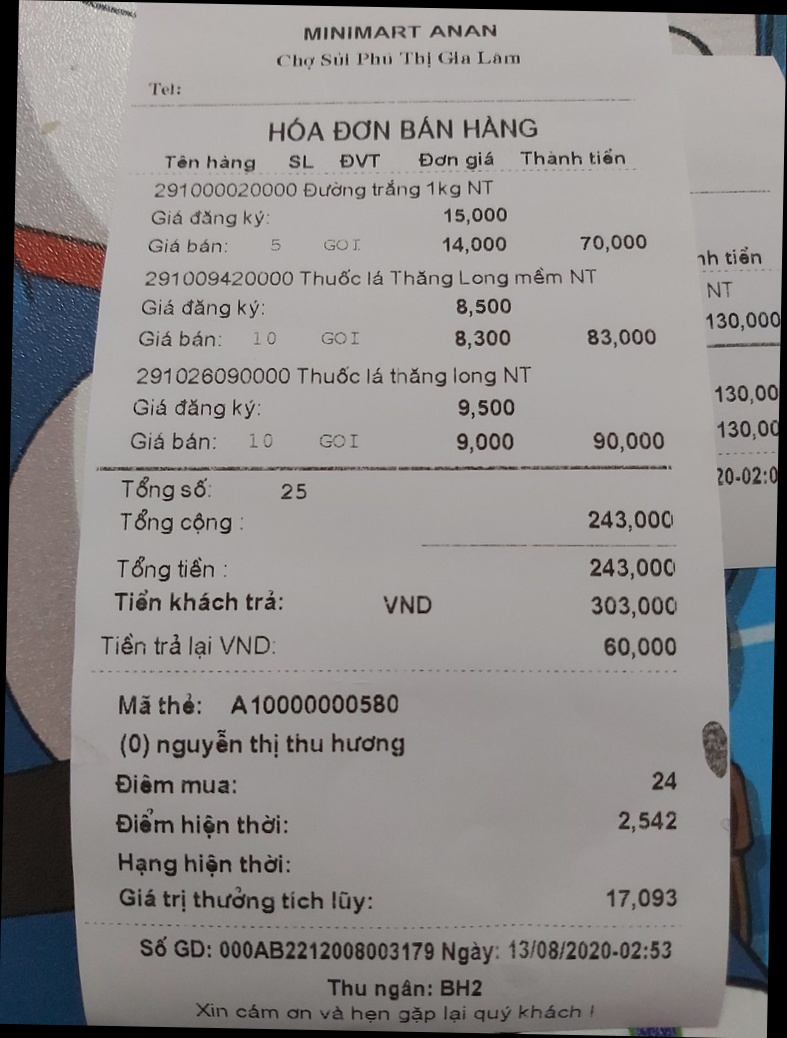 MINIMART ANAN
Chợ Sủi Phú Thị Gia Lâm
Tel:
HÓA ĐƠN BÁN HÀNG
Tên hàng SL ĐVT Đơn giá Thành tiền
291000020000 Đường trắng 1kg NT
Giá đăng ký: 15,000
Giá bán: 5 GOI 14,000 70,000
291009420000 Thuốc lá Thăng Long mềm NT
Giá đăng ký: 8,500
Giá bán: 10 GOI 8,300 83,000
291026090000 Thuốc lá thăng long NT
Giá đăng ký: 9,500
Giá bán: 10 GOI 9,000 90,000
Tổng số: 25
Tổng cộng : 243,000
Tổng tiền : 243,000
Tiền khách trả: VND 303,000
Tiền trả lại VND: 60,000
Mã thẻ: A10000000580
(0) nguyễn thị thu hương
Điểm mua: 24
Điểm hiện thời: 2,542
Hạng hiện thời:
Giá trị thưởng tích lũy: 17,093
Số GD: 000AB2212008003179 Ngày: 13/08/2020-02:53
Thu ngân: BH2
Xin cám ơn và hẹn gặp lại quý khách !
nh tiền
NT
130,000
130,00
130,00
20-02:0